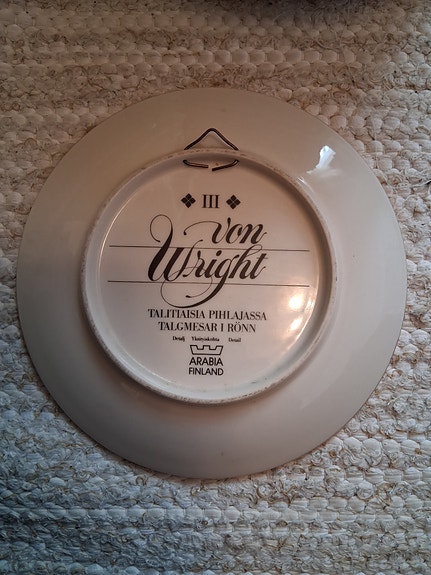 III
von
Wright
TALITIAISIA PIHLAJASSA
TALGMESAR I RÖNN
Detalj Yksityiskohta Detail
ARABIA
FINLAND